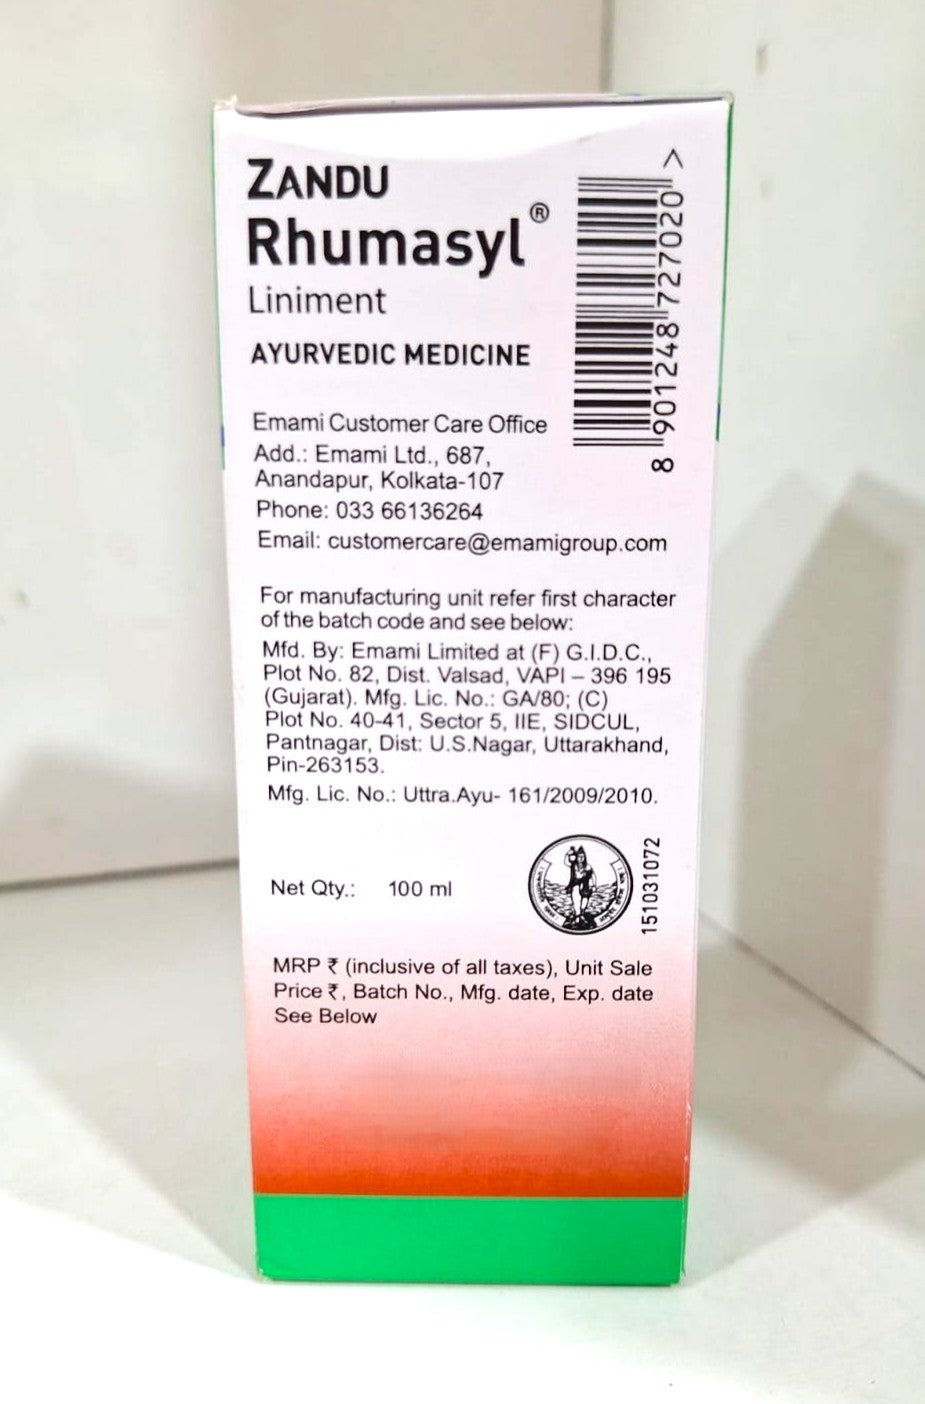 ZANDU
Rhumasyl®
Liniment
AYURVEDIC MEDICINE
8 901248 727020 >
Emami Customer Care Office
Add.: Emami Ltd., 687,
Anandapur, Kolkata-107
Phone: 033 66136264
Email: customercare@emamigroup.com
For manufacturing unit refer first character
of the batch code and see below:
Mfd. By: Emami Limited at (F) G.I.D.C.,
Plot No. 82, Dist. Valsad, VAPI – 396 195
(Gujarat). Mfg. Lic. No.: GA/80; (C)
Plot No. 40-41, Sector 5, IIE, SIDCUL,
Pantnagar, Dist: U.S.Nagar, Uttarakhand,
Pin-263153.
Mfg. Lic. No.: Uttra.Ayu- 161/2009/2010.
Net Qty.: 100 ml
151031072
MRP ₹ (inclusive of all taxes), Unit Sale
Price ₹, Batch No., Mfg. date, Exp. date
See Below